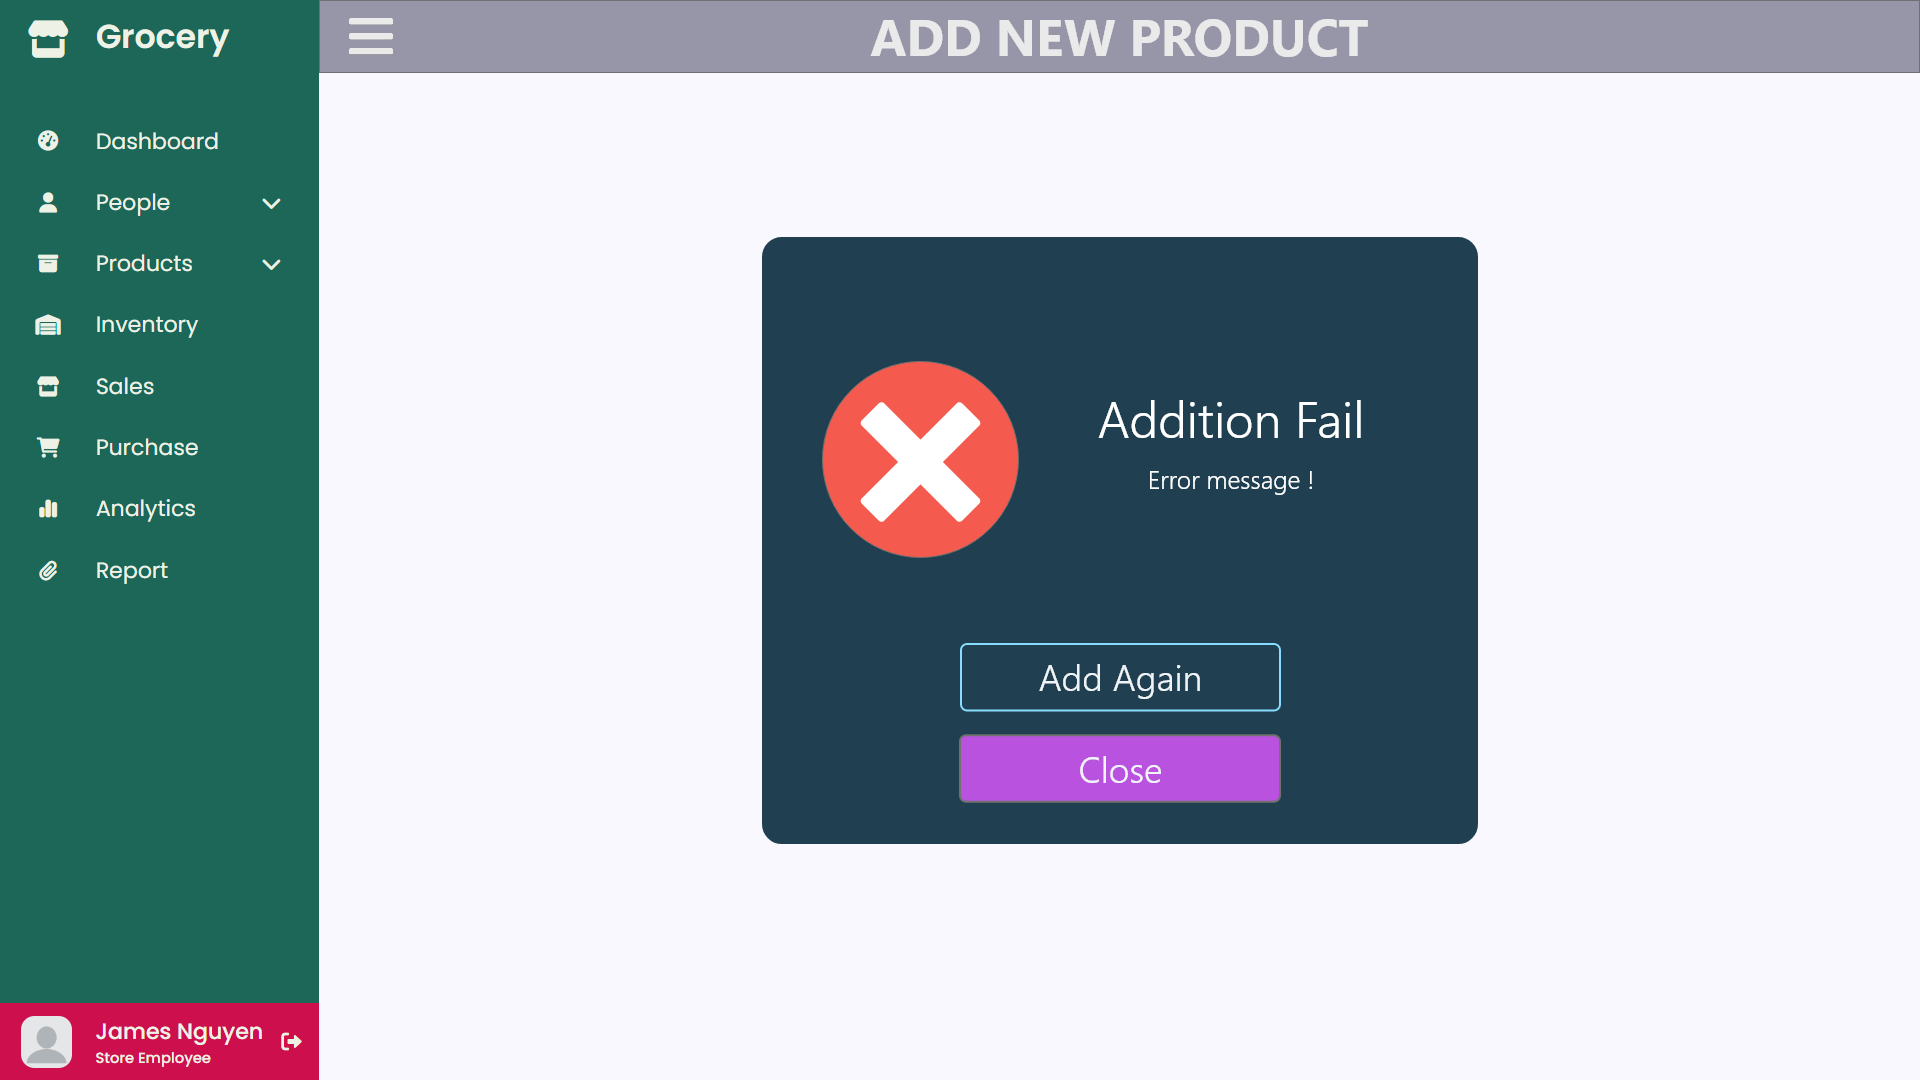 Grocery
ADD NEW PRODUCT
Dashboard
People
Products
Inventory
Sales
Purchase
Analytics
Report
Addition Fail
Error message !
Add Again
Close
James Nguyen
Store Employee